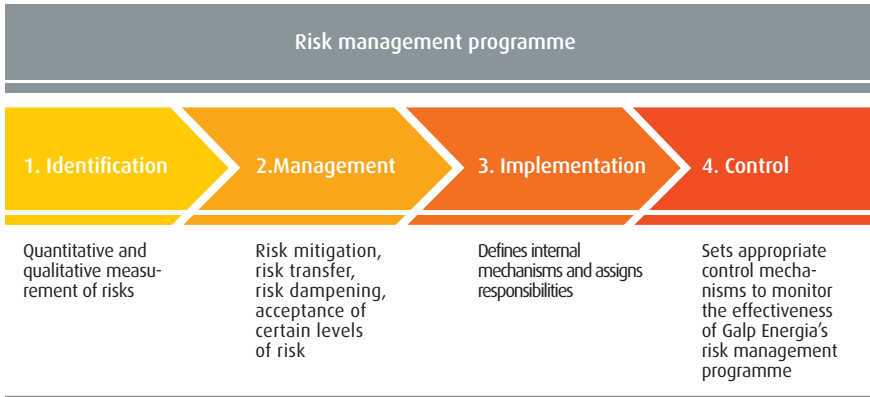 Risk management programme
1. Identification
2.Management
3. Implementation
4. Control
Quantitative and
qualitative measu-
rement of risks
Risk mitigation,
risk transfer,
risk dampening,
acceptance of
certain levels
of risk
Defines internal
mechanisms and assigns
responsibilities
Sets appropriate
control mecha-
nisms to monitor
the effectiveness
of Galp Energia's
risk management
programme